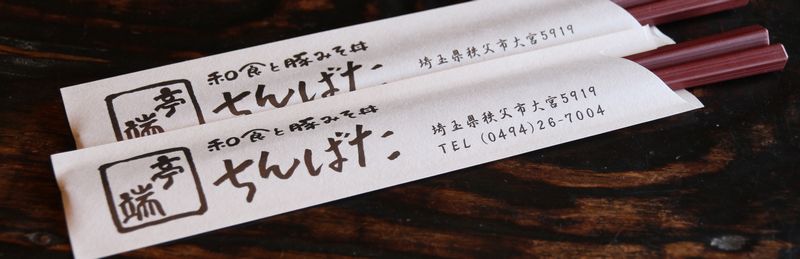 和食と豚みそ丼
ちんばた
亭
端
埼玉県秩父市大宮5919
和食と豚みそ丼
ちんばた
亭
端
埼玉県秩父市大宮5919
TEL (0494)26-7004